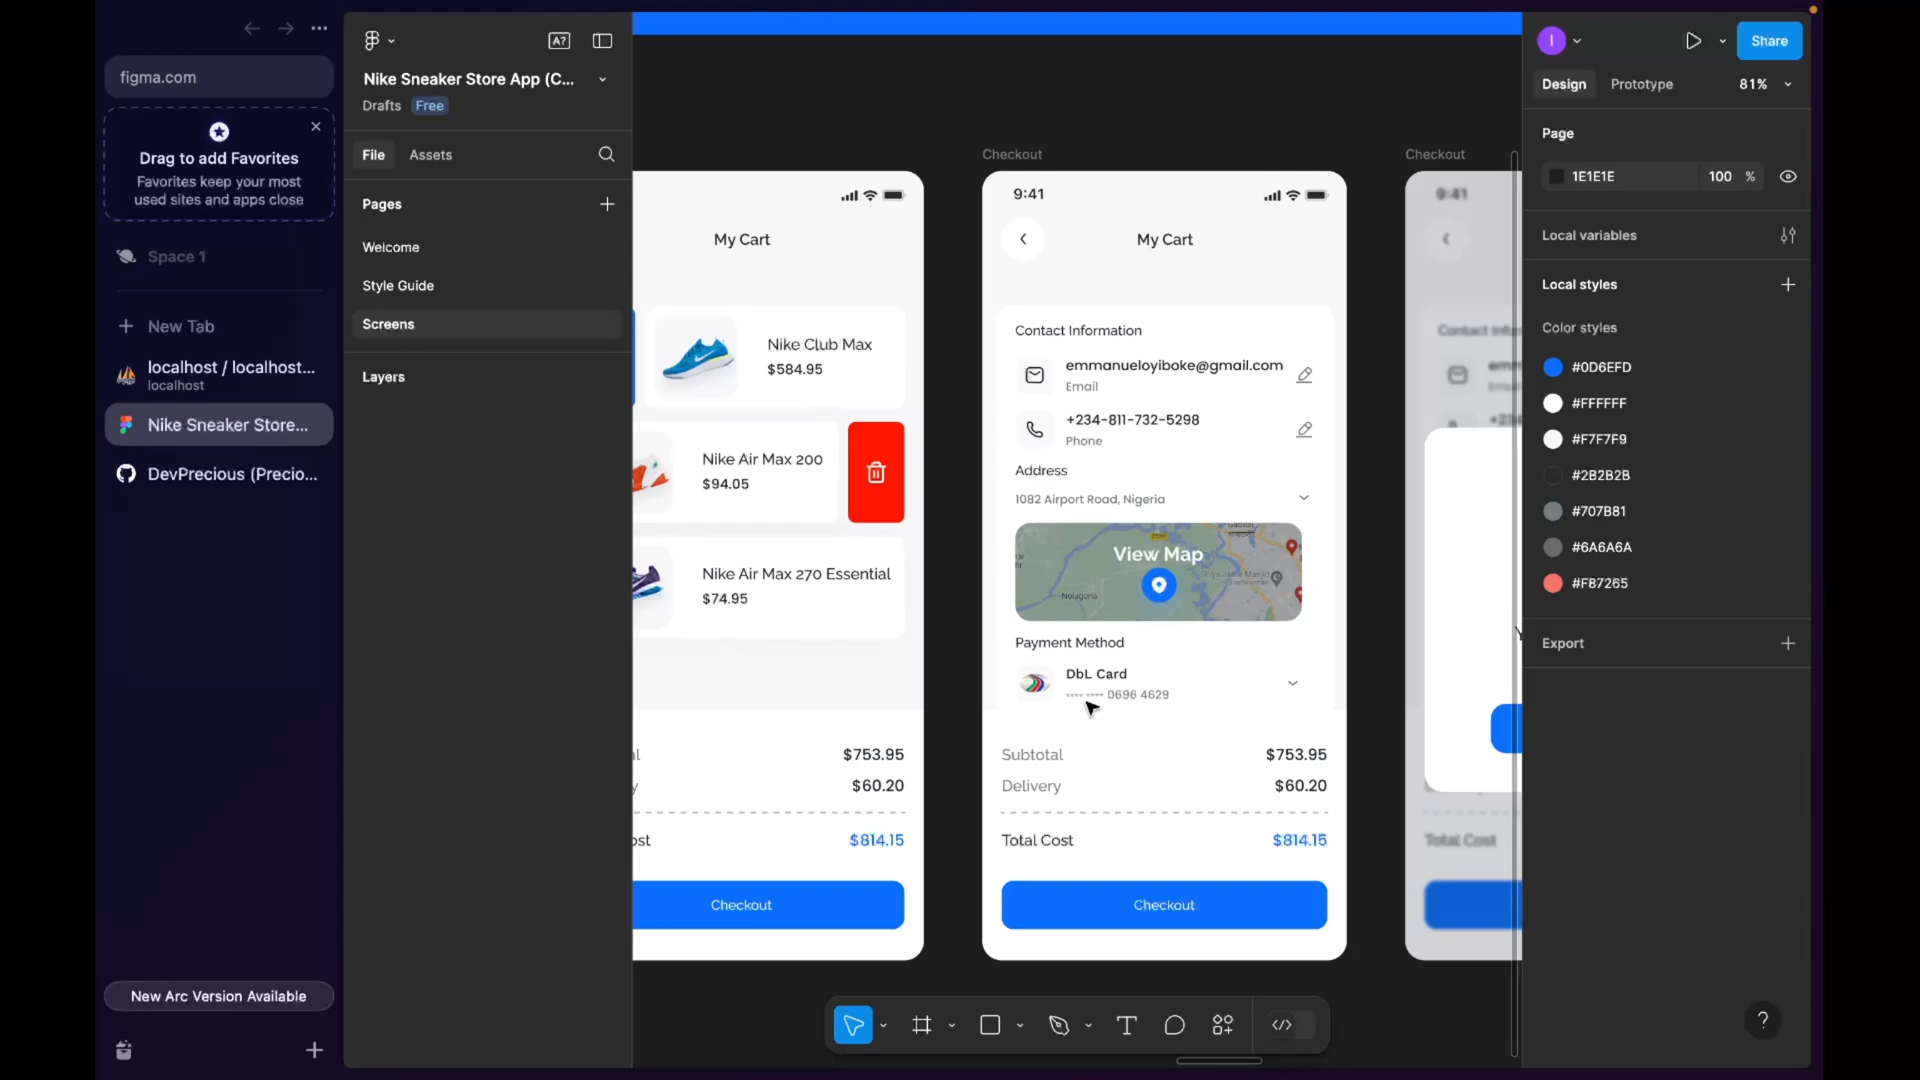 figma.com
Drag to add Favorites
Favorites keep your most
used sites and apps close
Space 1
New Tab
localhost / localhost...
localhost
Nike Sneaker Store...
DevPrecious (Precio...
New Arc Version Available
A?
Nike Sneaker Store App (C...
Drafts
Free
File
Assets
Pages
Welcome
Style Guide
Screens
Layers
My Cart
Nike Club Max
$584.95
Nike Air Max 200
$94.05
Nike Air Max 270 Essential
$74.95
$753.95
$60.20
ost
$814.15
Checkout
Checkout
9:41
My Cart
Contact Information
emmanueloyiboke@gmail.com
Email
+234-811-732-5298
Phone
Address
1082 Airport Road, Nigeria
View Map
Nolagona
Payment Method
DbL Card
**** **** 0696 4629
Subtotal
$753.95
Delivery
$60.20
Total Cost
$814.15
Checkout
Checkout
9:41
Contact Infor
emm
Total Cost
I
Share
Design
Prototype
81%
Page
1E1E1E
100
%
Local variables
Local styles
Color styles
#0D6EFD
#FFFFFF
#F7F7F9
#2B2B2B
#707B81
#6A6A6A
#F87265
Export
?